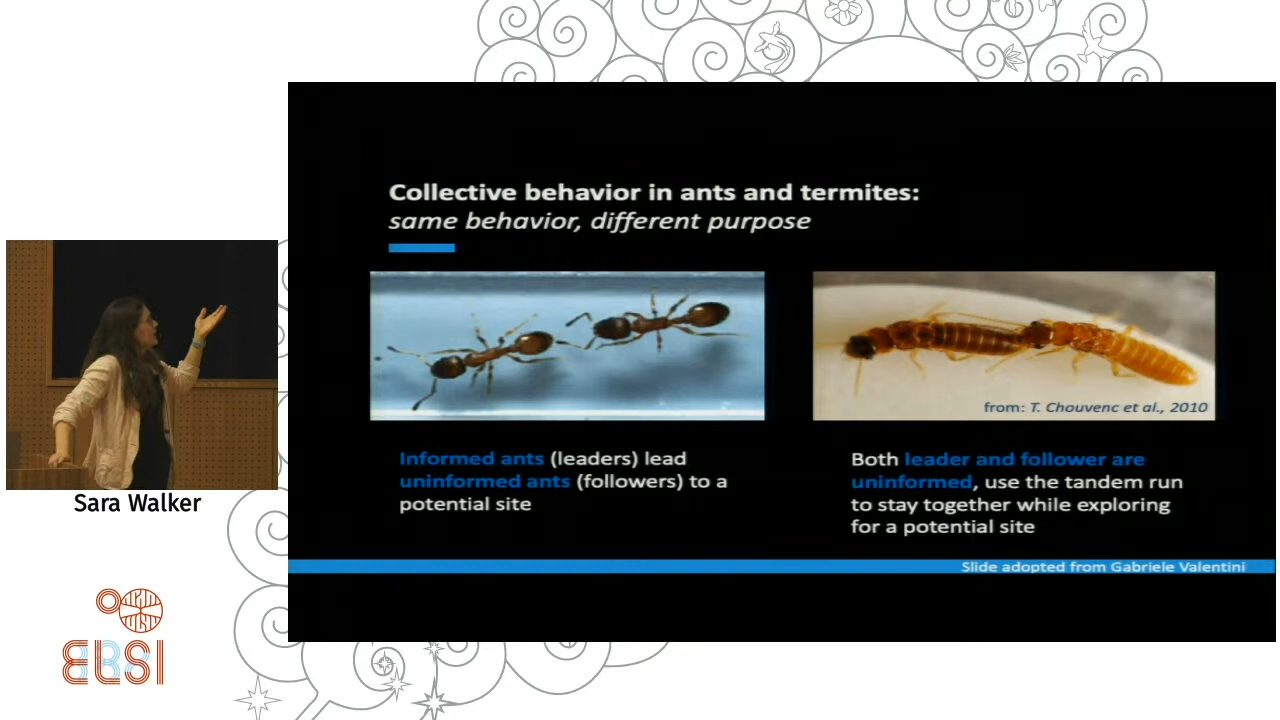 Collective behavior in ants and termites:
same behavior, different purpose
from: T. Chouvenc et al., 2010
Informed ants (leaders) lead
uninformed ants (followers) to a
potential site
Both leader and follower are
uninformed, use the tandem run
to stay together while exploring
for a potential site
Slide adopted from Gabriele Valentini
Sara Walker
ELSI